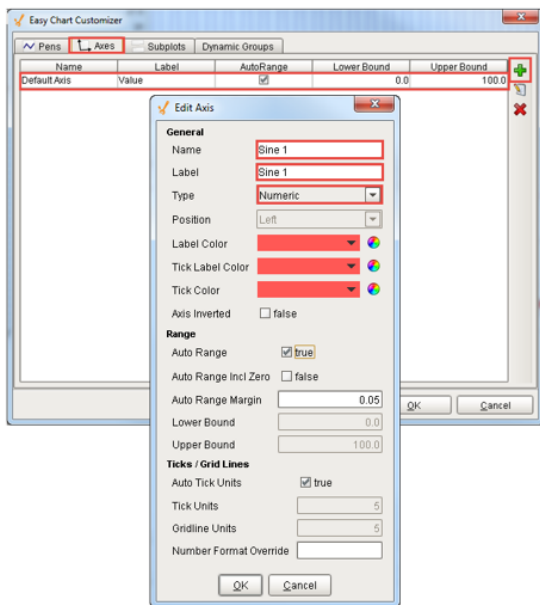 Easy Chart Customizer
Pens Axes Subplots Dynamic Groups
Name Label AutoRange Lower Bound Upper Bound
Default Axis Value 0.0 100.0
Edit Axis
General
Name Sine 1
Label Sine 1
Type Numeric
Position Left
Label Color
Tick Label Color
Tick Color
Axis Inverted false
Range
Auto Range true
Auto Range Incl Zero false
Auto Range Margin 0.05
Lower Bound 0.0
Upper Bound 100.0
Ticks / Grid Lines
Auto Tick Units true
Tick Units 5
Gridline Units 5
Number Format Override
OK Cancel
OK Cancel